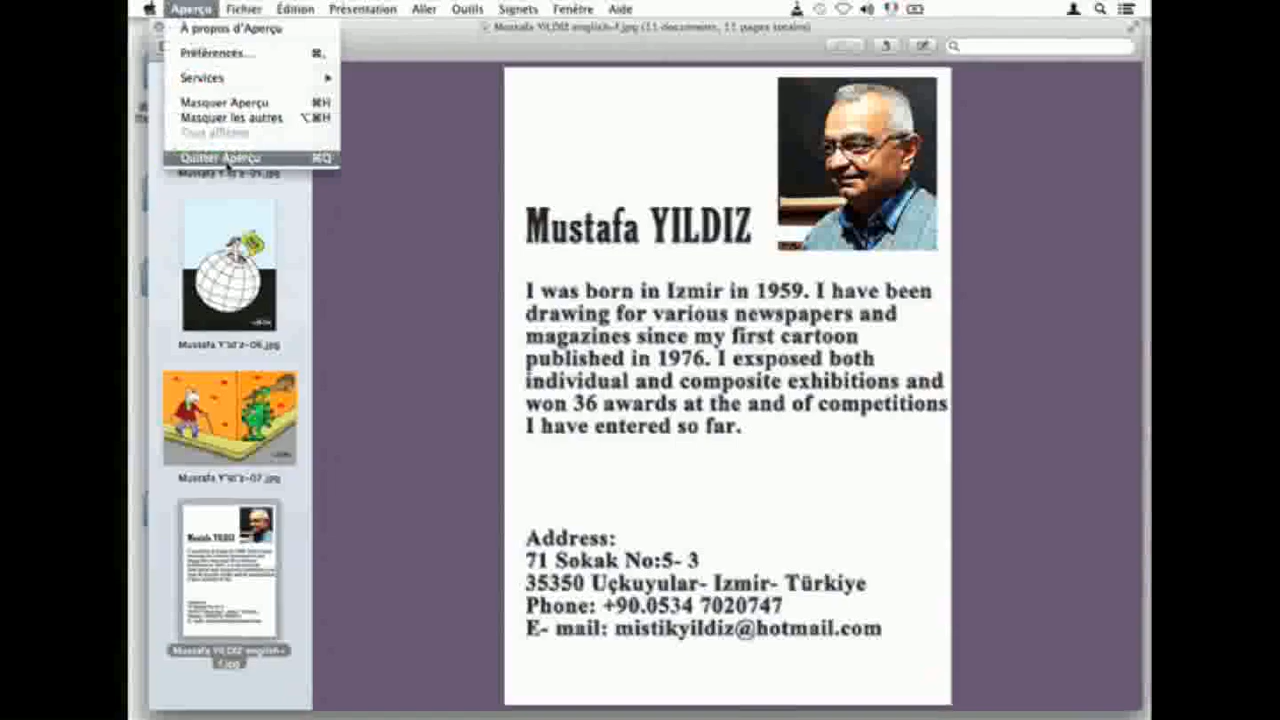 Aperçu Fichier Édition Présentation Aller Outils Signets Fenêtre Aide
Mustafa YILDIZ english-f.jpg (11 documents, 11 pages totales)
À propos d'Aperçu
Préférences... ⌘,
Services
Masquer Aperçu ⌘H
Masquer les autres ⌥⌘H
Tout afficher
Quitter Aperçu ⌘Q
Mustafa YILDIZ
I was born in Izmir in 1959. I have been
drawing for various newspapers and
magazines since my first cartoon
published in 1976. I exsposed both
individual and composite exhibitions and
won 36 awards at the and of competitions
I have entered so far.
Address:
71 Sokak No:5- 3
35350 Uçkuyular- Izmir- Türkiye
Phone: +90.0534 7020747
E- mail: mistikyildiz@hotmail.com
Mustafa YILDIZ
Mustafa YILDIZ english-
f.jpg